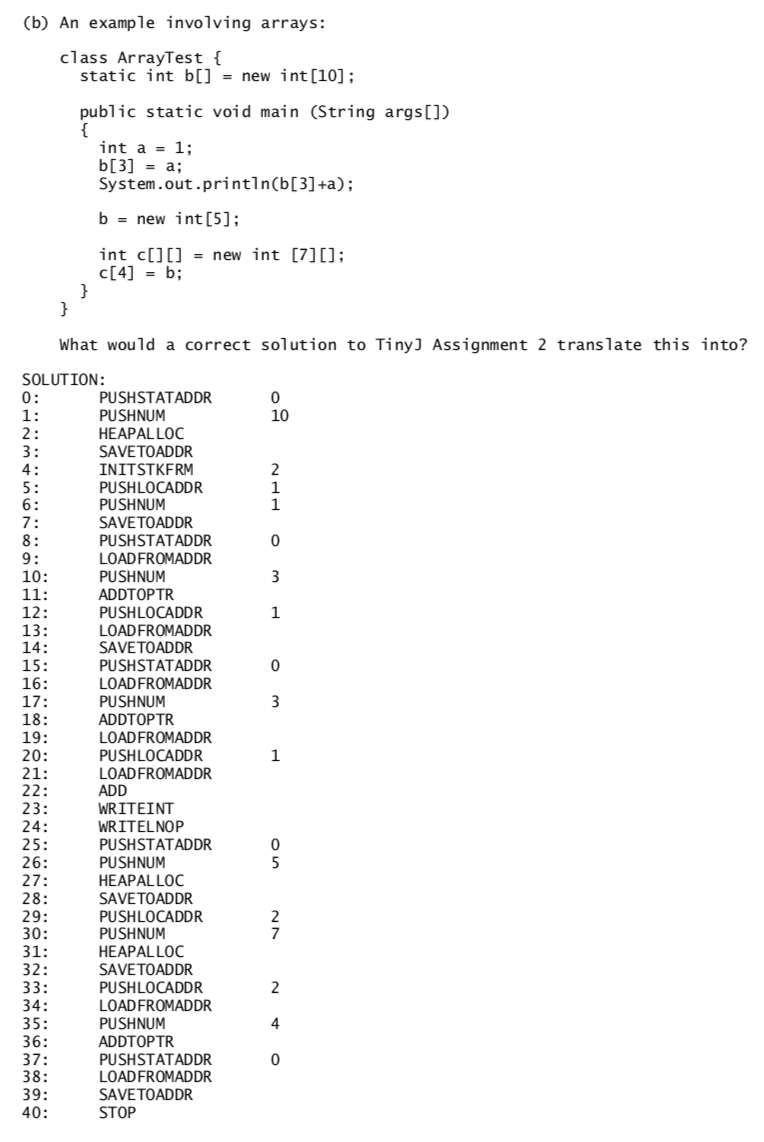 (b) An example involving arrays:
class ArrayTest {
static int b[] = new int[10];
public static void main (String args[])
{
int a = 1;
b[3] = a;
System.out.println(b[3]+a);
b = new int[5];
int c[][] = new int [7][];
c[4] = b;
}
}
What would a correct solution to TinyJ Assignment 2 translate this into?
SOLUTION:
0: PUSHSTATADDR 0
1: PUSHNUM 10
2: HEAPALLOC
3: SAVETOADDR
4: INITSTKFRM 2
5: PUSHLOCADDR 1
6: PUSHNUM 1
7: SAVETOADDR
8: PUSHSTATADDR 0
9: LOADFROMADDR
10: PUSHNUM 3
11: ADDTOPTR
12: PUSHLOCADDR 1
13: LOADFROMADDR
14: SAVETOADDR
15: PUSHSTATADDR 0
16: LOADFROMADDR
17: PUSHNUM 3
18: ADDTOPTR
19: LOADFROMADDR
20: PUSHLOCADDR 1
21: LOADFROMADDR
22: ADD
23: WRITEINT
24: WRITELNOP
25: PUSHSTATADDR 0
26: PUSHNUM 5
27: HEAPALLOC
28: SAVETOADDR
29: PUSHLOCADDR 2
30: PUSHNUM 7
31: HEAPALLOC
32: SAVETOADDR
33: PUSHLOCADDR 2
34: LOADFROMADDR
35: PUSHNUM 4
36: ADDTOPTR
37: PUSHSTATADDR 0
38: LOADFROMADDR
39: SAVETOADDR
40: STOP